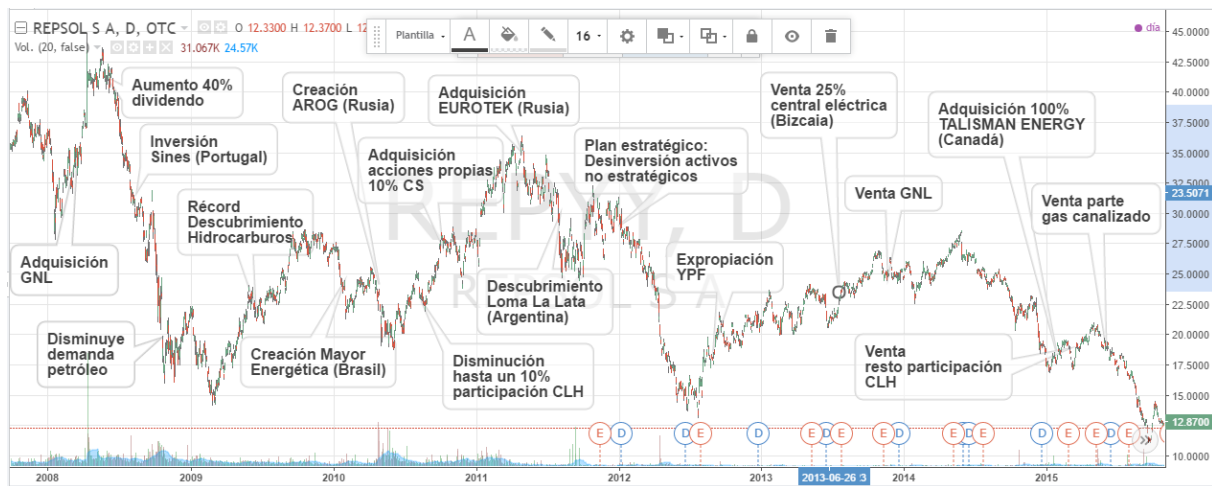 REPSOL S A, D, OTC
O 12.3300 H 12.3700 L
Plantilla
A
16
Vol. (20, false)
31.067K 24.57K
día
45.0000
42.5000
40.0000
37.5000
35.0000
32.5000
30.0000
27.5000
25.0000
22.5000
20.0000
17.5000
15.0000
10.0000
23.5071
12.8700
REPYY, D
REPSOL S A
Aumento 40%
dividendo
Inversión
Sines (Portugal)
Adquisición
GNL
Disminuye
demanda
petróleo
Récord
Descubrimiento
Hidrocarburos
Creación
AROG (Rusia)
Creación Mayor
Energética (Brasil)
Adquisición
acciones propias
10% CS
Adquisición
EUROTEK (Rusia)
Disminución
hasta un 10%
participación CLH
Descubrimiento
Loma La Lata
(Argentina)
Plan estratégico:
Desinversión activos
no estratégicos
Expropiación
YPF
Venta 25%
central eléctrica
(Bizcaia)
Venta GNL
Adquisición 100%
TALISMAN ENERGY
(Canadá)
Venta
resto participación
CLH
Venta parte
gas canalizado
E D D E D E D E E D E D D E D E E D E
2008 2009 2010 2011 2012 2013 2013-06-26 2014 2015